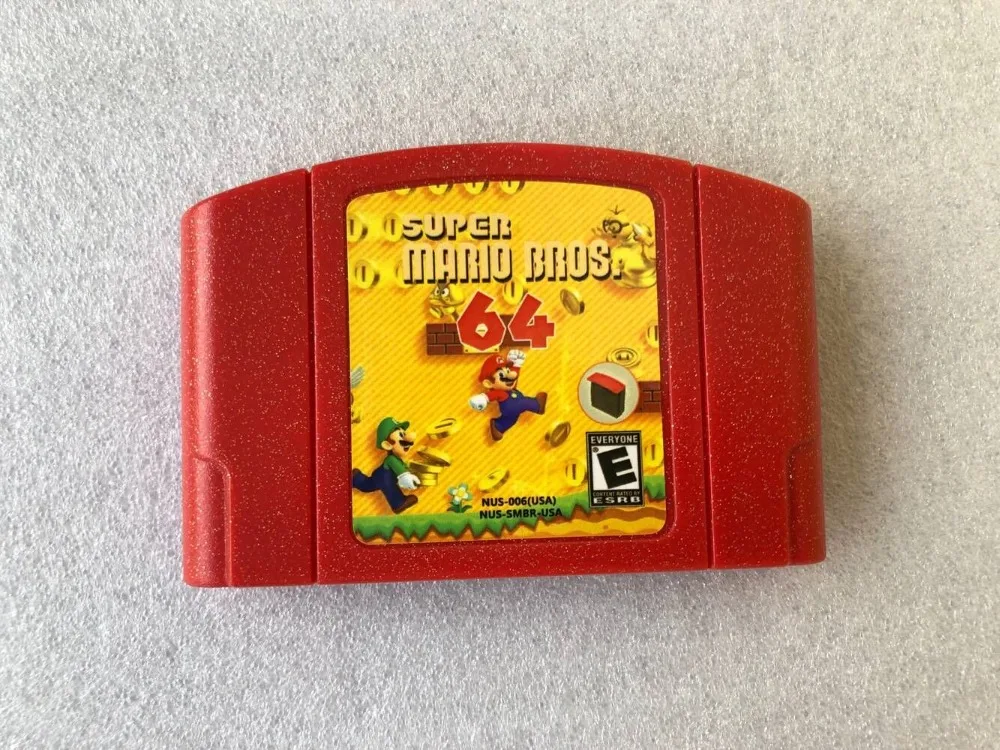 SUPER
MARIO BROS.
64
EVERYONE
E
CONTENT RATED BY
ESRB
NUS-006(USA)
NUS-SMBR-USA